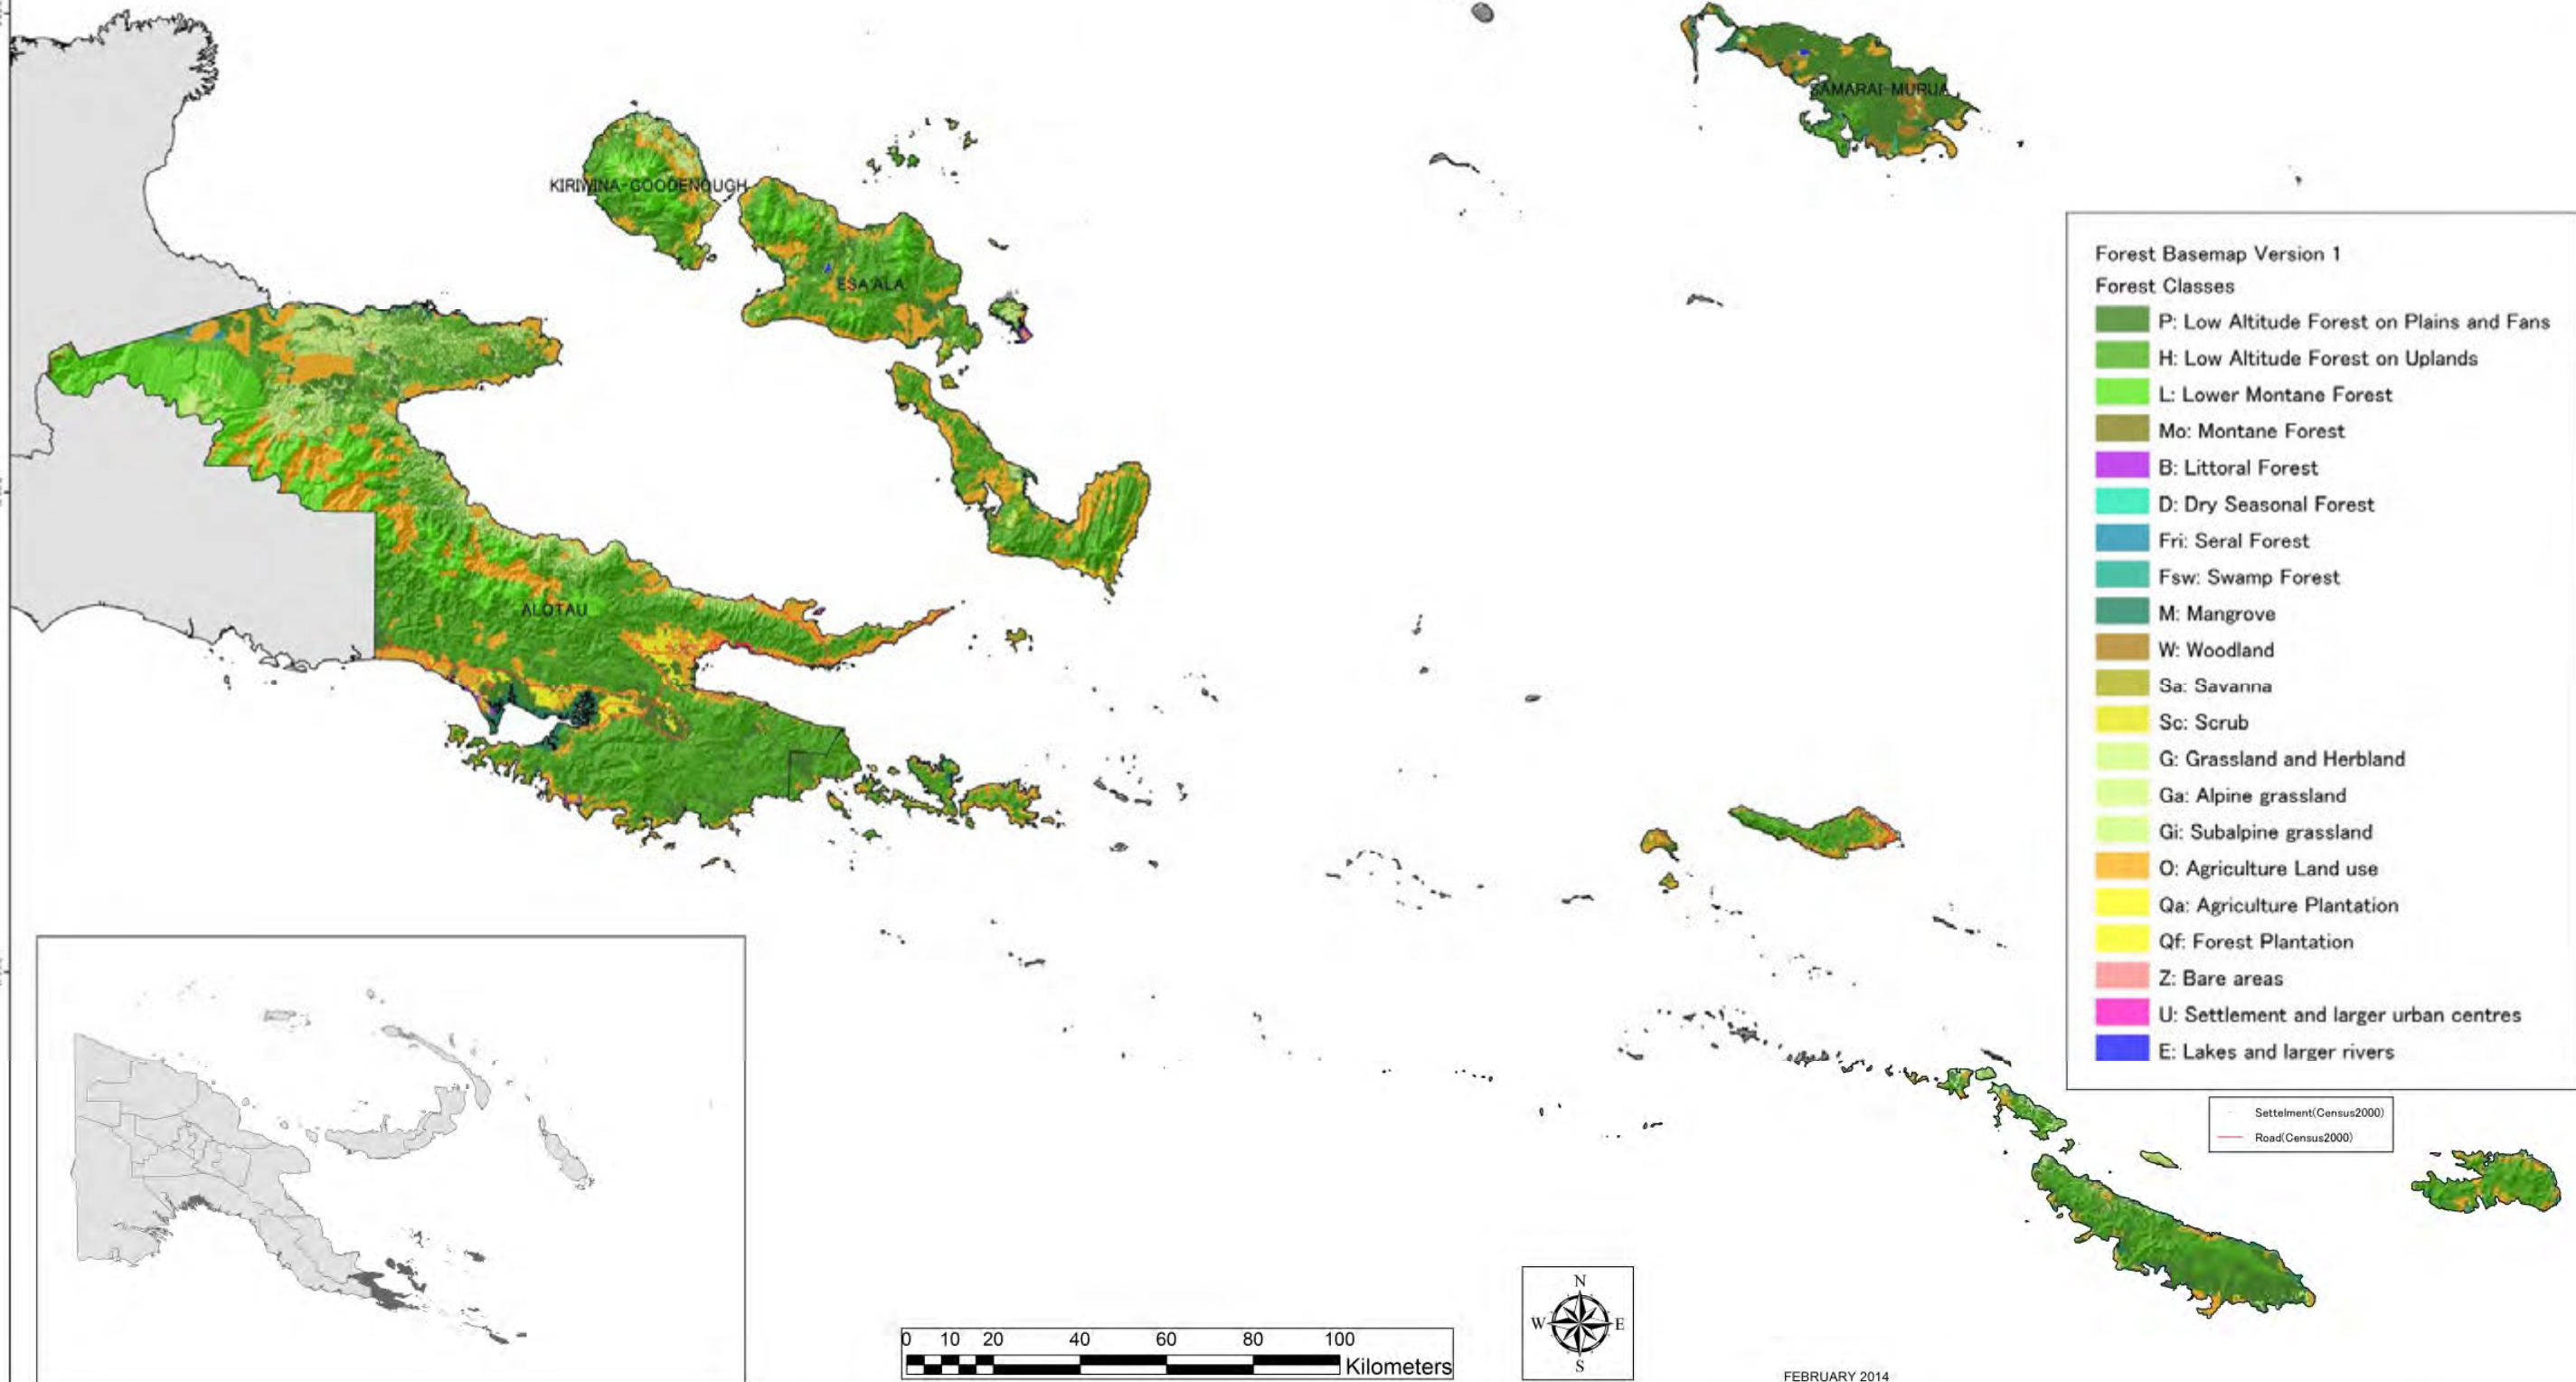 SAMARAI-MURUA
KIRIWINA-GOODENOUGH
ESA'ALA
ALOTAU
Forest Basemap Version 1
Forest Classes
P: Low Altitude Forest on Plains and Fans
H: Low Altitude Forest on Uplands
L: Lower Montane Forest
Mo: Montane Forest
B: Littoral Forest
D: Dry Seasonal Forest
Fri: Seral Forest
Fsw: Swamp Forest
M: Mangrove
W: Woodland
Sa: Savanna
Sc: Scrub
G: Grassland and Herbland
Ga: Alpine grassland
Gi: Subalpine grassland
O: Agriculture Land use
Qa: Agriculture Plantation
Qf: Forest Plantation
Z: Bare areas
U: Settlement and larger urban centres
E: Lakes and larger rivers
Settelment(Census2000)
Road(Census2000)
0 10 20 40 60 80 100
Kilometers
N
W E
S
FEBRUARY 2014